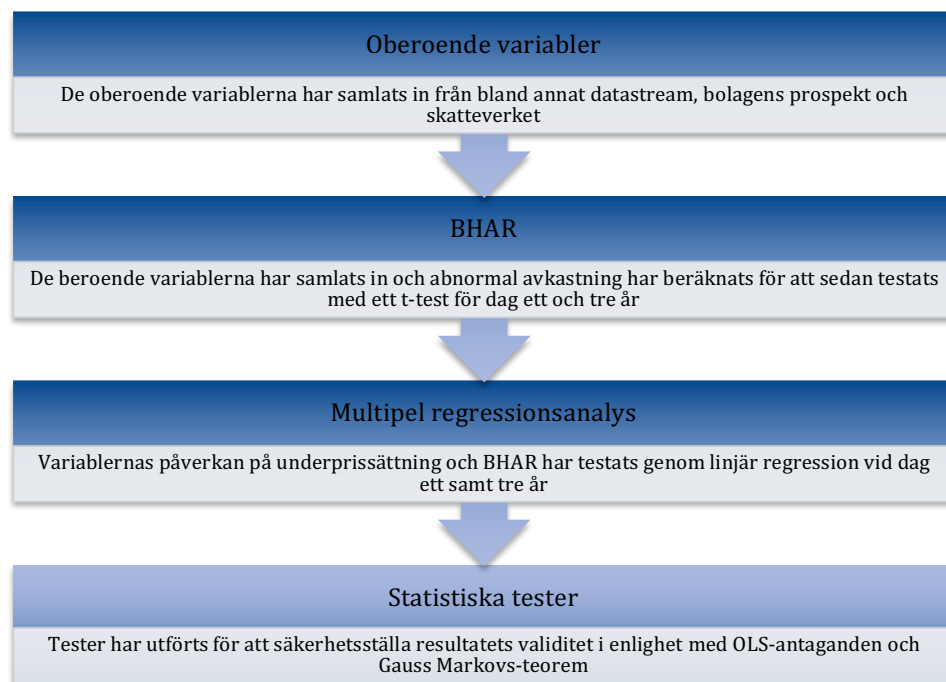 Oberoende variabler
De oberoende variablerna har samlats in från bland annat datastream, bolagens prospekt och
skatteverket
BHAR
De beroende variablerna har samlats in och abnormal avkastning har beräknats för att sedan testats
med ett t-test för dag ett och tre år
Multipel regressionsanalys
Variablernas påverkan på underprissättning och BHAR har testats genom linjär regression vid dag
ett samt tre år
Statistiska tester
Tester har utförts för att säkerhetsställa resultatets validitet i enlighet med OLS-antaganden och
Gauss Markovs-teorem